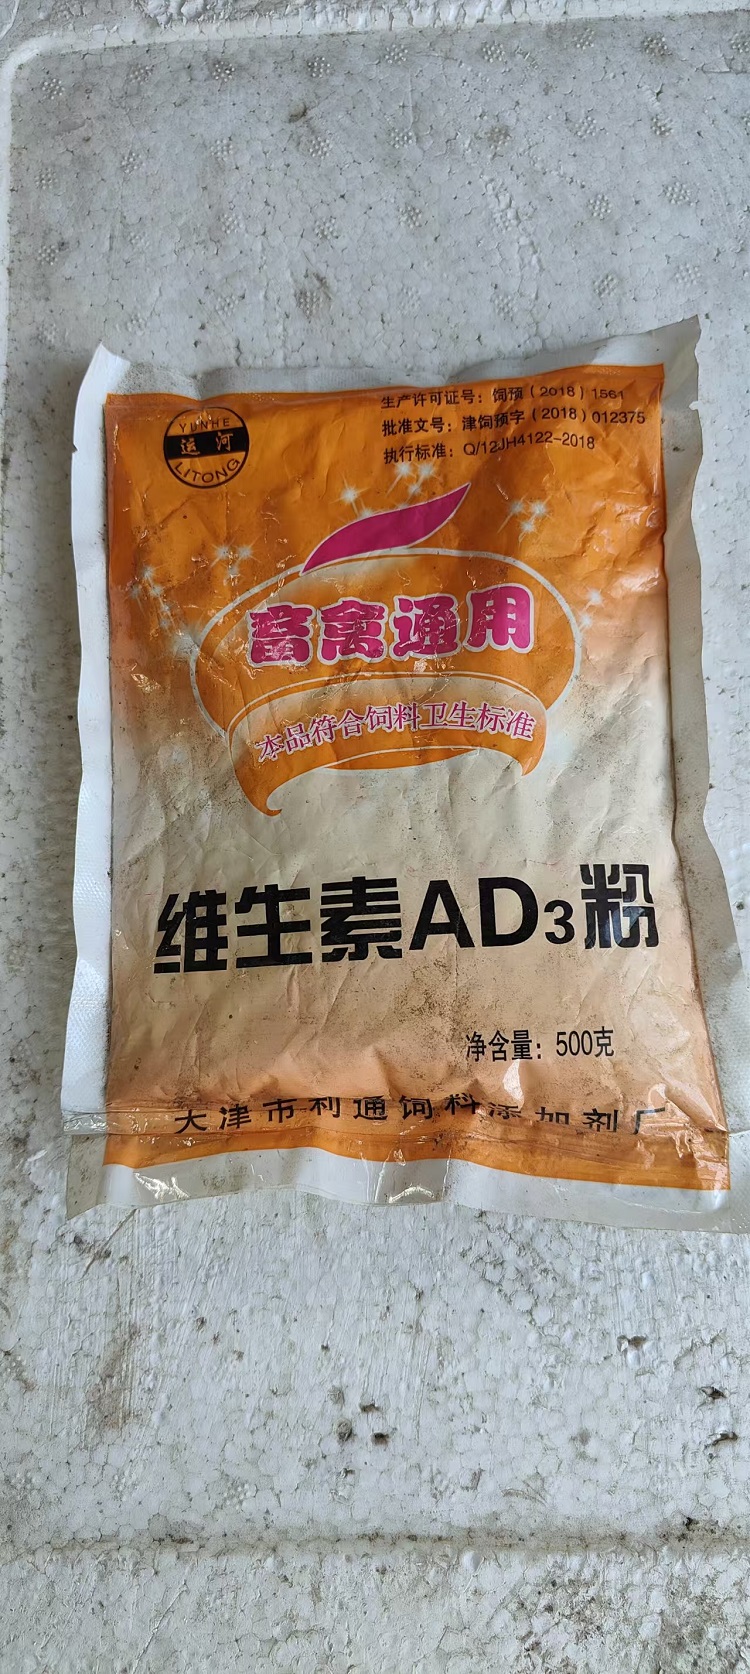 YUNHE
运河
LITONG
生产许可证号：饲预（2018）1561
批准文号：津饲预字（2018）012375
执行标准：Q/12JH4122-2018
畜禽通用
本品符合饲料卫生标准
维生素AD3粉
净含量：500克
天津市利通饲料添加剂厂